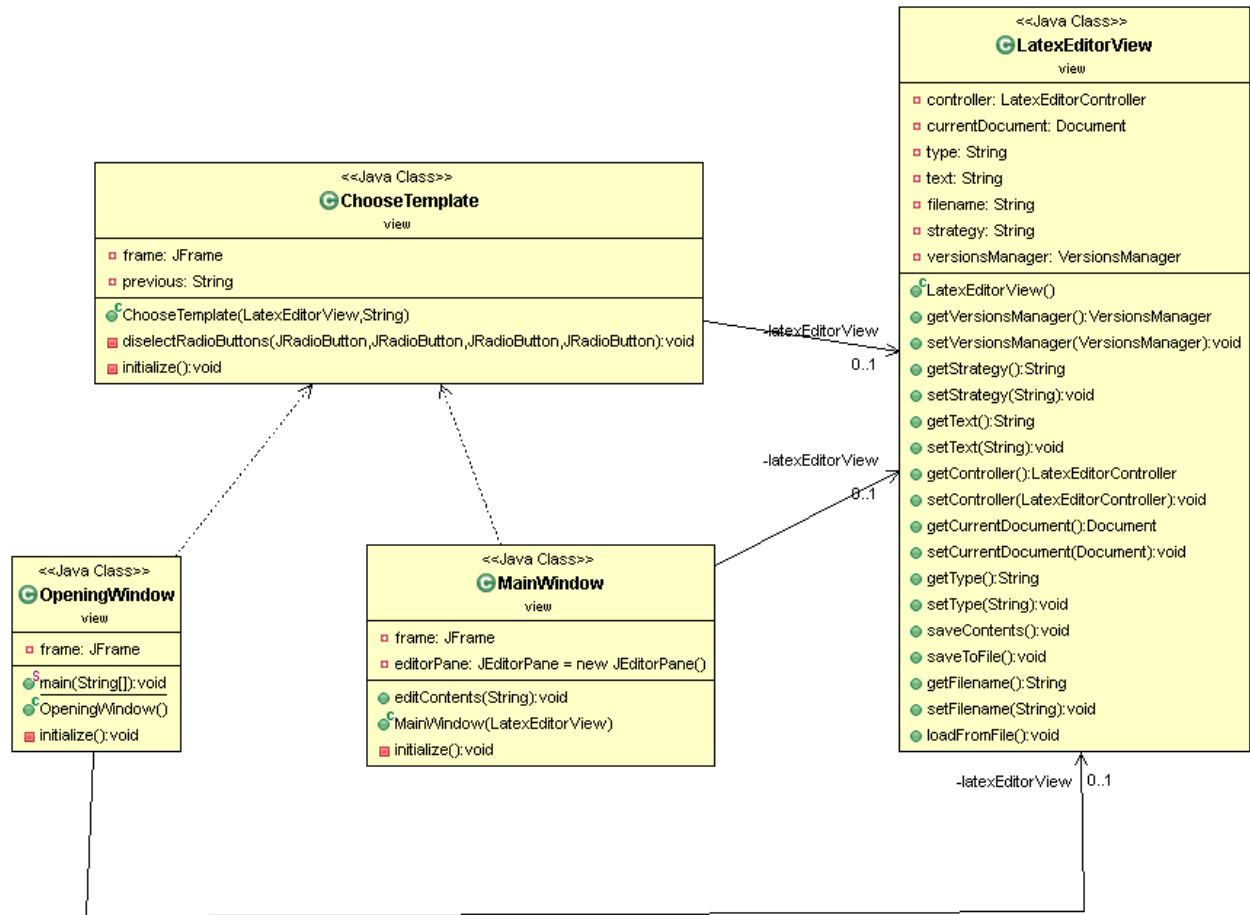 <<Java Class>>
LatexEditorView
view
controller: LatexEditorController
currentDocument: Document
type: String
text: String
filename: String
strategy: String
versionsManager: VersionsManager
LatexEditorView()
getVersionsManager():VersionsManager
setVersionsManager(VersionsManager):void
getStrategy():String
setStrategy(String):void
getText():String
setText(String):void
getController():LatexEditorController
setController(LatexEditorController):void
getCurrentDocument():Document
setCurrentDocument(Document):void
getType():String
setType(String):void
saveContents():void
saveToFile():void
getFilename():String
setFilename(String):void
loadFromFile():void
<<Java Class>>
ChooseTemplate
view
frame: JFrame
previous: String
ChooseTemplate(LatexEditorView,String)
diselectRadioButtons(JRadioButton,JRadioButton,JRadioButton,JRadioButton):void
initialize():void
-latexEditorView
0..1
-latexEditorView
0..1
<<Java Class>>
OpeningWindow
view
frame: JFrame
main(String[]):void
OpeningWindow()
initialize():void
<<Java Class>>
MainWindow
view
frame: JFrame
editorPane: JEditorPane = new JEditorPane()
editContents(String):void
MainWindow(LatexEditorView)
initialize():void
-latexEditorView 0..1